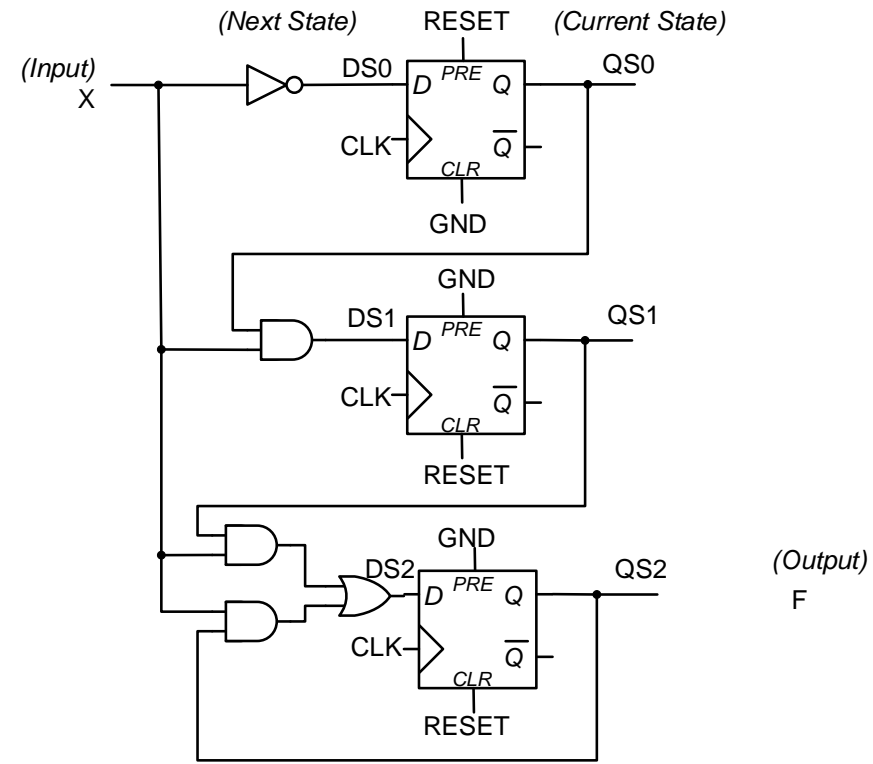 (Next State)
RESET
(Current State)
(Input)
X
DS0
D
PRE
Q
QS0
CLK
Q
CLR
GND
GND
DS1
D
PRE
Q
QS1
CLK
Q
CLR
RESET
GND
DS2
D
PRE
Q
QS2
(Output)
F
CLK
Q
CLR
RESET